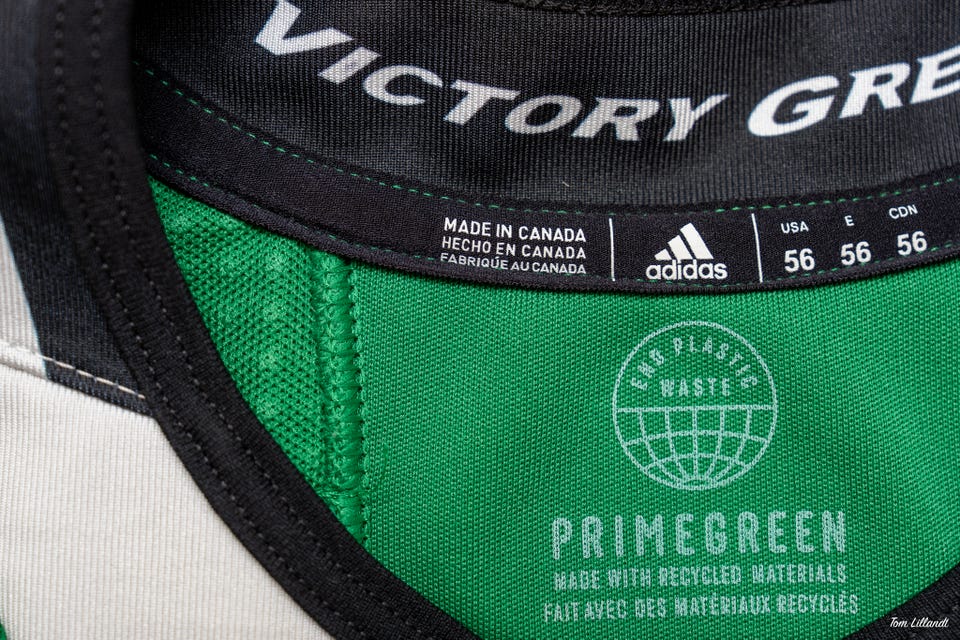 VICTORY GRE
MADE IN CANADA
HECHO EN CANADA
FABRIQUÉ AU CANADA
adidas
USA E CDN
56 56 56
END PLASTIC
WASTE
PRIMEGREEN
MADE WITH RECYCLED MATERIALS
FAIT AVEC DES MATÉRIAUX RECYCLÉS
Tom Lillandt